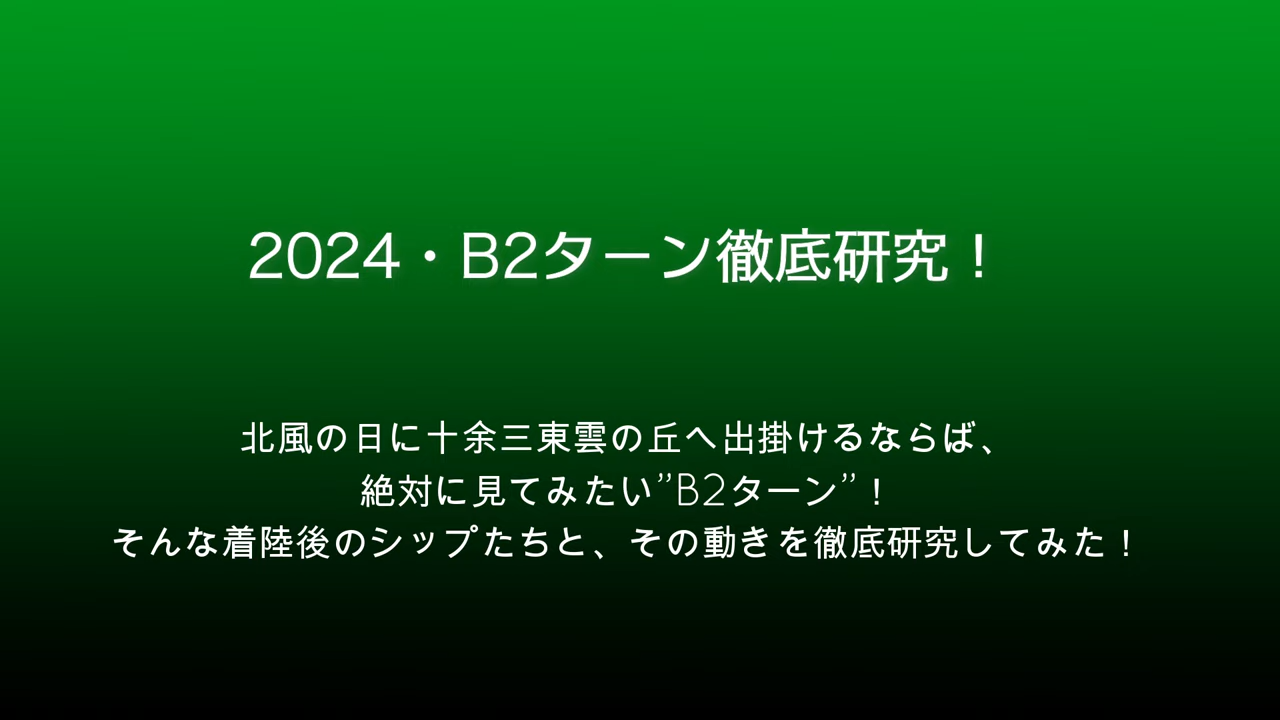 2024・B2ターン徹底研究！
北風の日に十余三東雲の丘へ出掛けるならば、
絶対に見てみたい”B2ターン”！
そんな着陸後のシップたちと、その動きを徹底研究してみた！